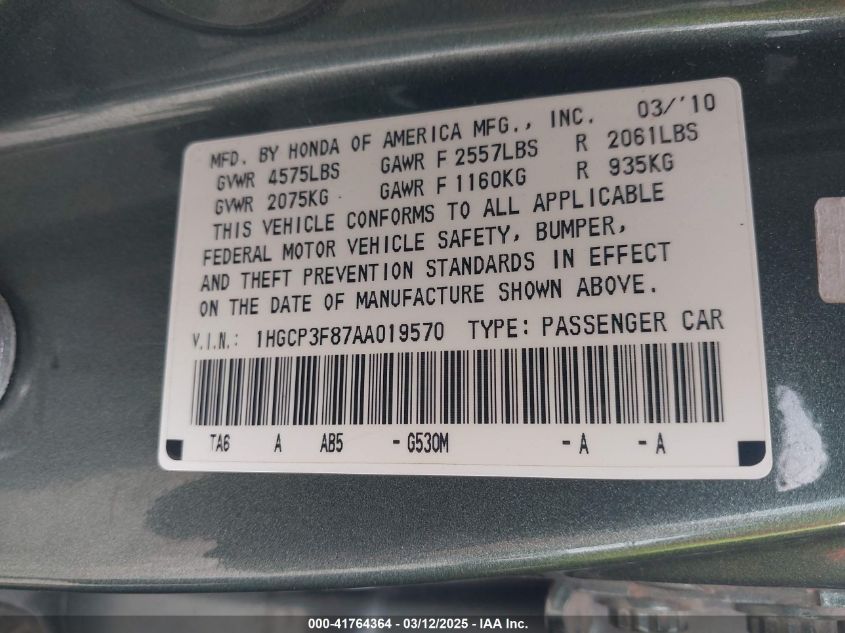 MFD. BY HONDA OF AMERICA MFG., INC. 03/'10
GVWR 4575LBS GAWR F 2557LBS R 2061LBS
GVWR 2075KG GAWR F 1160KG R 935KG
THIS VEHICLE CONFORMS TO ALL APPLICABLE
FEDERAL MOTOR VEHICLE SAFETY, BUMPER,
AND THEFT PREVENTION STANDARDS IN EFFECT
ON THE DATE OF MANUFACTURE SHOWN ABOVE.
V.I.N.: 1HGCP3F87AA019570 TYPE: PASSENGER CAR
TA6 A AB5 -G530M -A -A
000-41764364 - 03/12/2025 - IAA Inc.